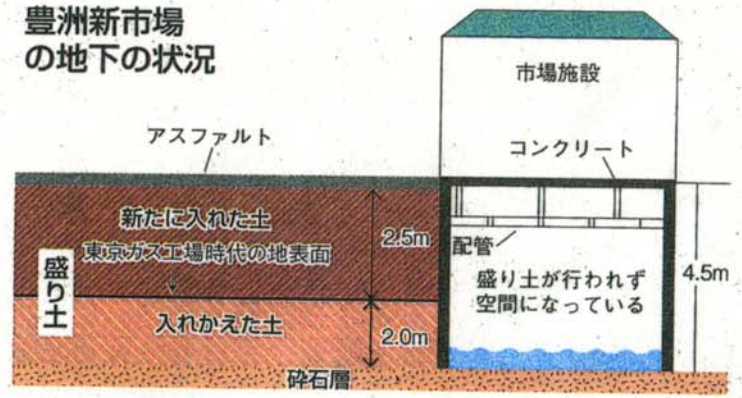 豊洲新市場
の地下の状況
市場施設
アスファルト
コンクリート
新たに入れた土
東京ガス工場時代の地表面
2.5m
配管
4.5m
盛り土
盛り土が行われず
空間になっている
入れかえた土
2.0m
砕石層